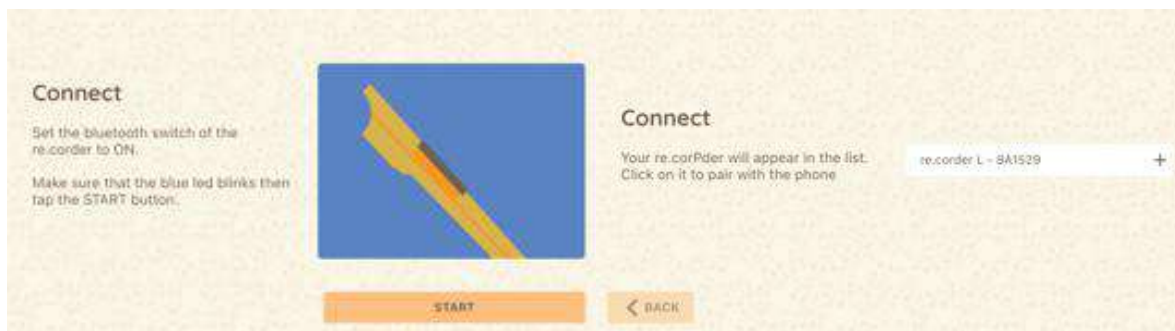 Connect
Set the bluetooth switch of the
re.corder to ON.
Make sure that the blue led blinks then
tap the START button.
START
Connect
Your re.corPder will appear in the list.
Click on it to pair with the phone
re.corder L - 9A1529 +
BACK